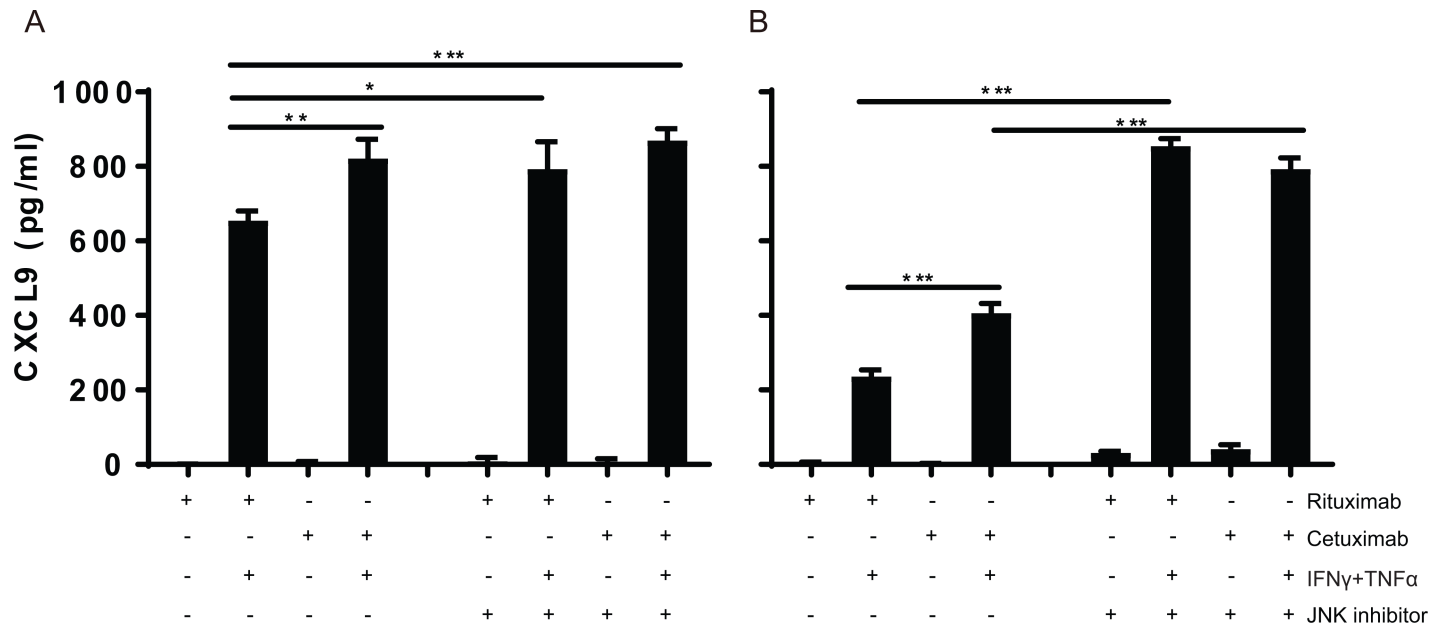 A B
* **
* * **
* * * **
1000
800
600
400
200
0
* **
CXCL9 (pg/ml)
+ + - - + + - - + + - - + + - - Rituximab
- - + + - - + + - - + + - - + + Cetuximab
- + - + - + - + - + - + - + - + IFNγ+TNFα
- - - - + + + + - - - - + + + + JNK inhibitor